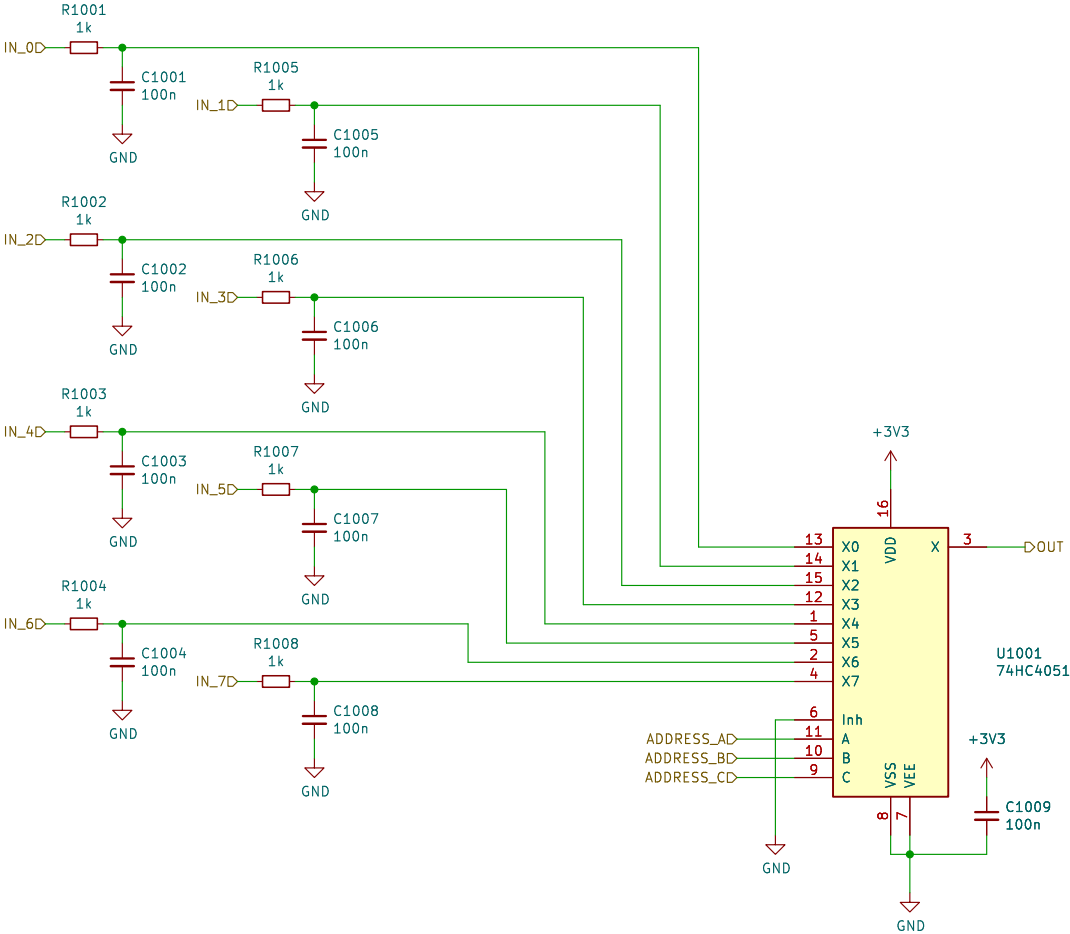 R1001
1k
IN_0
C1001
100n
GND
R1005
1k
IN_1
C1005
100n
GND
R1002
1k
IN_2
C1002
100n
GND
R1006
1k
IN_3
C1006
100n
GND
R1003
1k
IN_4
C1003
100n
GND
R1007
1k
IN_5
C1007
100n
GND
R1004
1k
IN_6
C1004
100n
GND
R1008
1k
IN_7
C1008
100n
GND
+3V3
16
VDD
13 X0
14 X1
15 X2
12 X3
1 X4
5 X5
2 X6
4 X7
6 Inh
ADDRESS_A 11 A
ADDRESS_B 10 B
ADDRESS_C 9 C
GND
X 3 OUT
U1001
74HC4051
VSS
VEE
8
7
+3V3
C1009
100n
GND